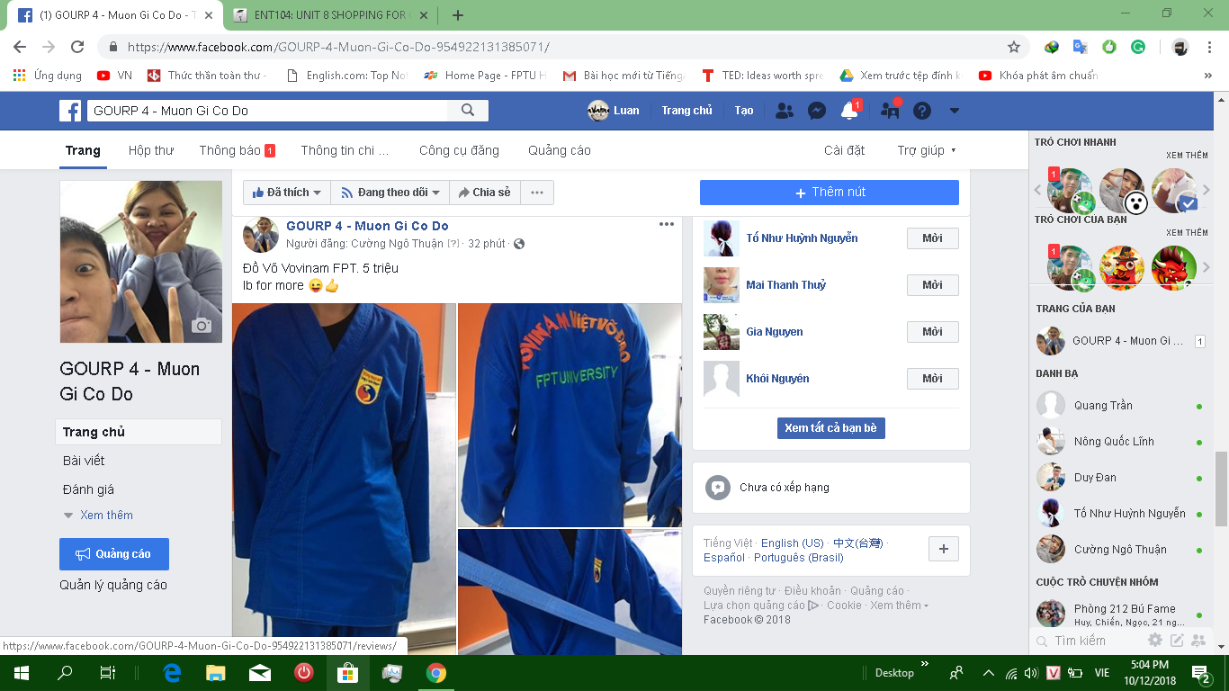 (1) GOURP 4 - Muon Gi Co Do - T
ENT104: UNIT 8 SHOPPING FOR
https://www.facebook.com/GOURP-4-Muon-Gi-Co-Do-954922131385071/
Ứng dụng
VN
Thức thần toàn thư -
English.com: Top No
Home Page - FPTU H
Bài học mới từ Tiếng
TED: Ideas worth spre
Xem trước tệp đính k
Khóa phát âm chuẩn
»
GOURP 4 - Muon Gi Co Do
Luan
Trang chủ
Tạo
1
Trang
Hộp thư
Thông báo 1
Thông tin chi ...
Công cụ đăng
Quảng cáo
Cài đặt
Trợ giúp
Đã thích
Đang theo dõi
Chia sẻ
+ Thêm nút
GOURP 4 - Muon Gi Co Do
Trang chủ
Bài viết
Đánh giá
Xem thêm
Quảng cáo
Quản lý quảng cáo
GOURP 4 - Muon Gi Co Do
Người đăng: Cường Ngô Thuận [?] · 32 phút ·
Đồ Võ Vovinam FPT. 5 triệu
Ib for more
VOVINAM VIỆT VÕ ĐẠO
FPT UNIVERSITY
Tố Như Huỳnh Nguyễn
Mời
Mai Thanh Thuỷ
Mời
Gia Nguyen
Mời
Khôi Nguyên
Mời
Xem tất cả bạn bè
Chưa có xếp hạng
Tiếng Việt · English (US) · 中文(台灣) ·
Español · Português (Brasil)
Quyền riêng tư · Điều khoản · Quảng cáo ·
Lựa chọn quảng cáo · Cookie · Xem thêm
Facebook © 2018
TRÒ CHƠI NHANH
XEM THÊM
1
TRÒ CHƠI CỦA BẠN
XEM THÊM
1
TRANG CỦA BẠN
GOURP 4 - Muon Gi ... 1
DANH BẠ
Quang Trần
Nông Quốc Lĩnh
Duy Đan
Tố Như Huỳnh Nguyễn
Cường Ngô Thuận
CUỘC TRÒ CHUYỆN NHÓM
Phòng 212 Bú Fame
Huy, Chiến, Ngọc, 21 ng...
Tìm kiếm
https://www.facebook.com/GOURP-4-Muon-Gi-Co-Do-954922131385071/reviews/
Desktop
»
V
VIE
5:04 PM
10/12/2018
2